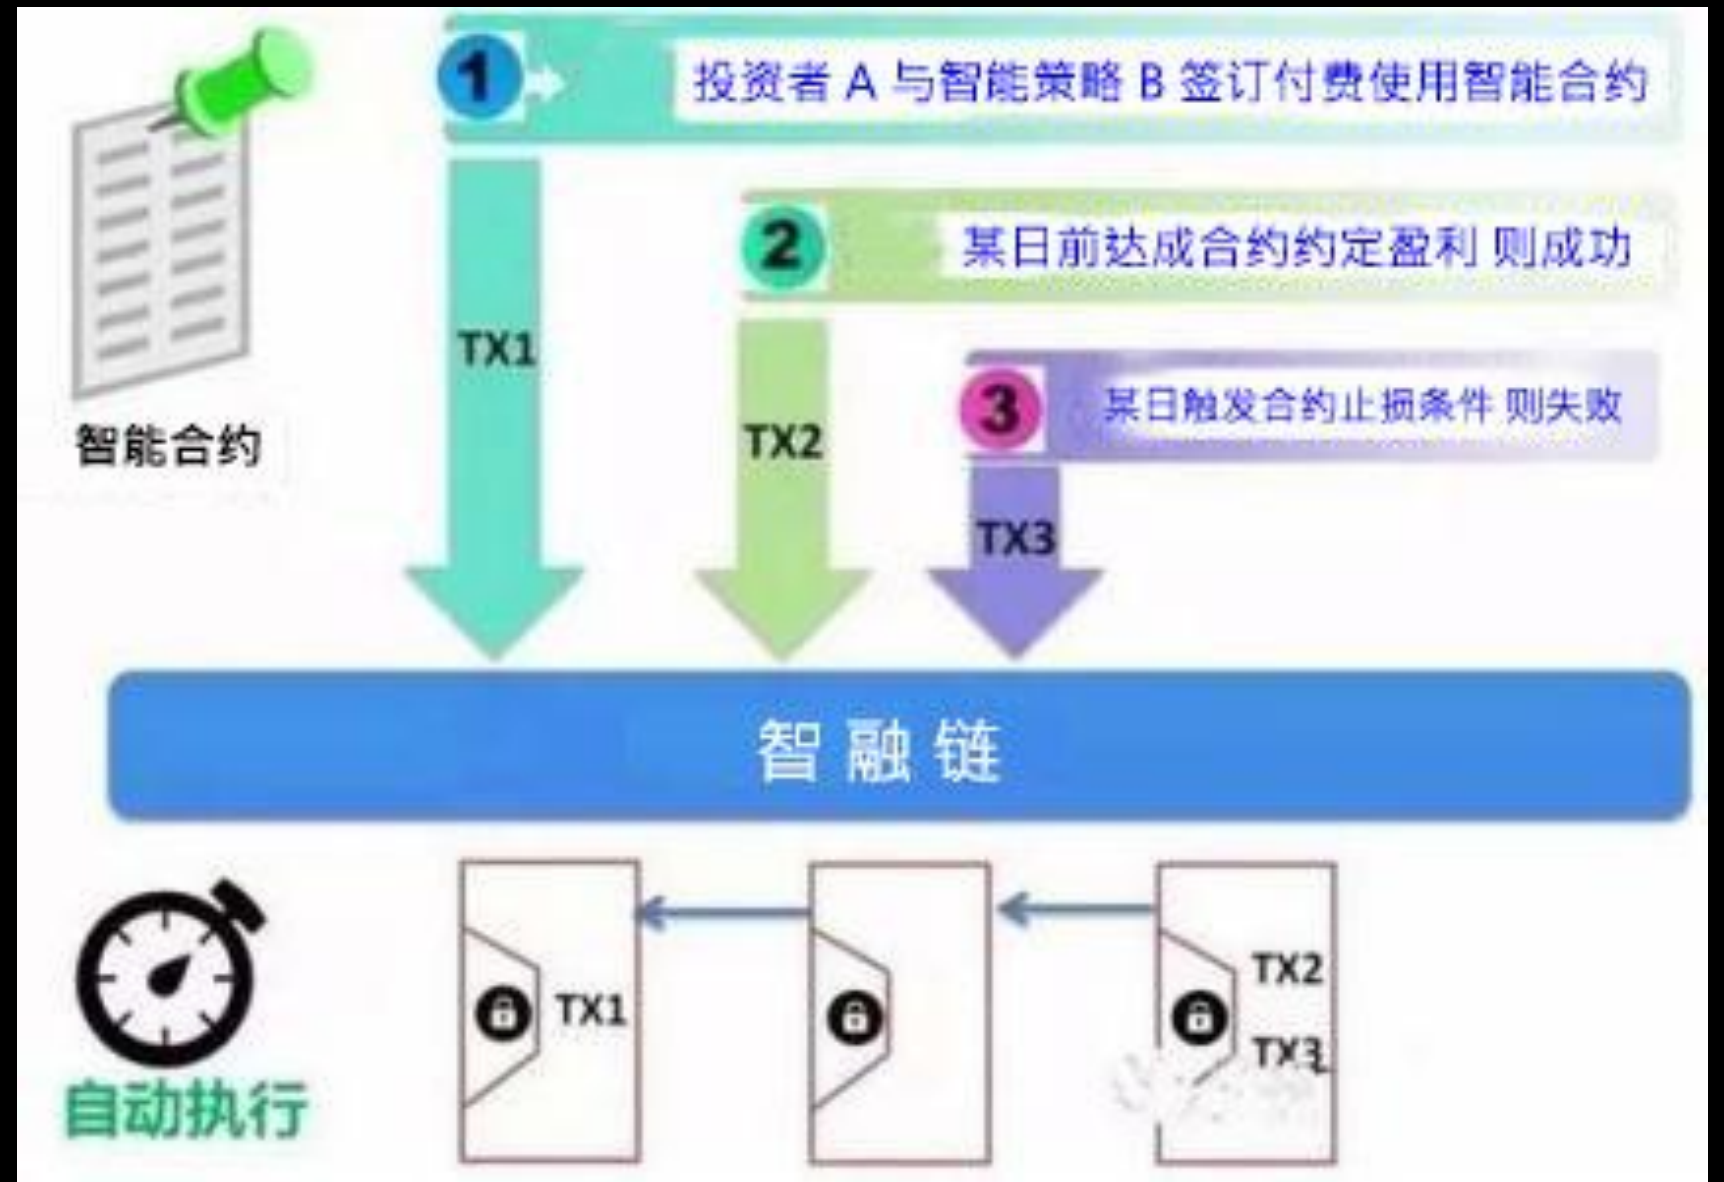 1
投资者 A 与智能策略 B 签订付费使用智能合约
2
某日前达成合约约定盈利 则成功
3
某日触发合约止损条件 则失败
TX1
TX2
TX3
智能合约
智融链
TX1
TX2
TX3
自动执行